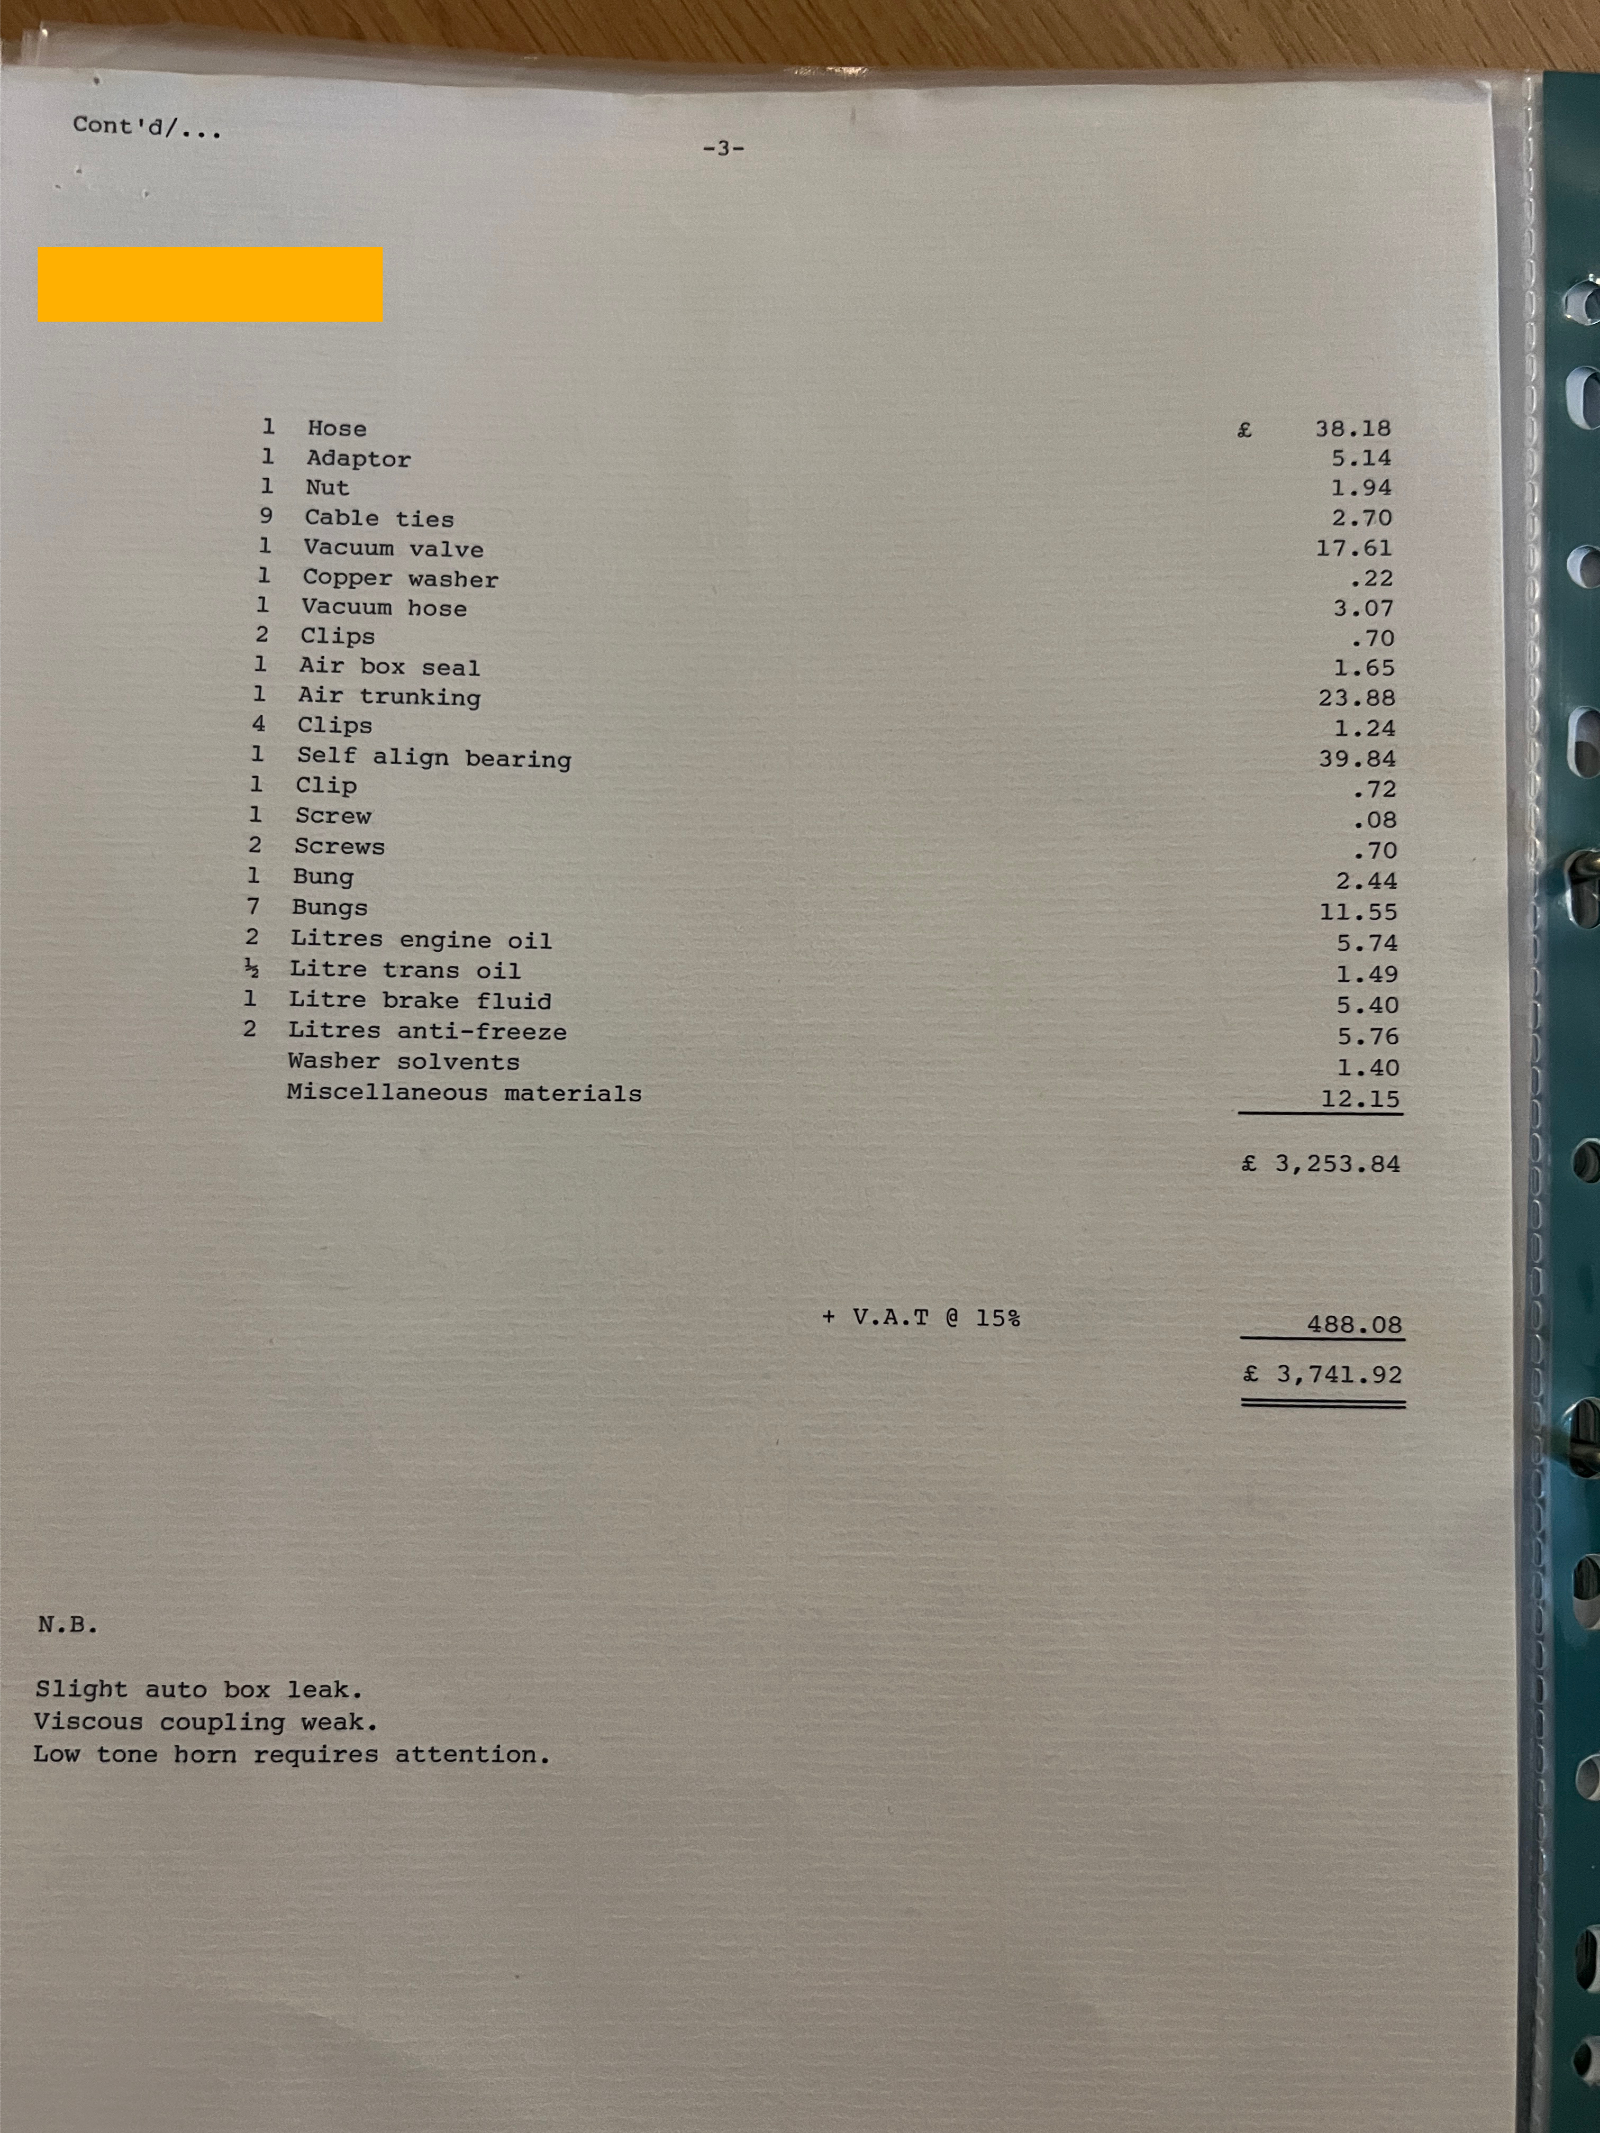 Cont'd/...
-3-
1 Hose £ 38.18
1 Adaptor 5.14
1 Nut 1.94
9 Cable ties 2.70
1 Vacuum valve 17.61
1 Copper washer .22
1 Vacuum hose 3.07
2 Clips .70
1 Air box seal 1.65
1 Air trunking 23.88
4 Clips 1.24
1 Self align bearing 39.84
1 Clip .72
1 Screw .08
2 Screws .70
1 Bung 2.44
7 Bungs 11.55
2 Litres engine oil 5.74
½ Litre trans oil 1.49
1 Litre brake fluid 5.40
2 Litres anti-freeze 5.76
Washer solvents 1.40
Miscellaneous materials 12.15
£ 3,253.84
+ V.A.T @ 15% 488.08
£ 3,741.92
N.B.
Slight auto box leak.
Viscous coupling weak.
Low tone horn requires attention.